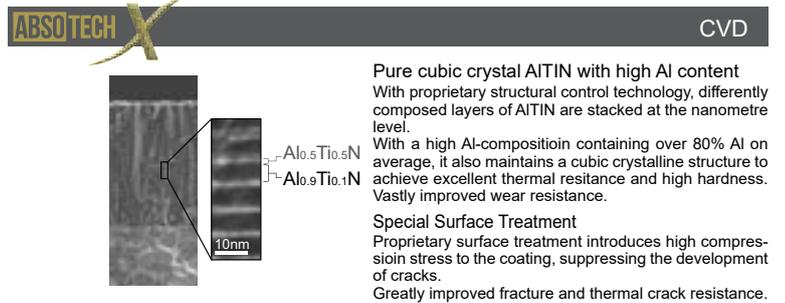 ABSOTECH X
CVD
Pure cubic crystal AlTIN with high Al content
With proprietary structural control technology, differently
composed layers of AlTIN are stacked at the nanometre
level.
With a high Al-compositioin containing over 80% Al on
average, it also maintains a cubic crystalline structure to
achieve excellent thermal resitance and high hardness.
Vastly improved wear resistance.
Special Surface Treatment
Proprietary surface treatment introduces high compres-
sioin stress to the coating, suppressing the development
of cracks.
Greatly improved fracture and thermal crack resistance.
Al0.5Ti0.5N
Al0.9Ti0.1N
10nm